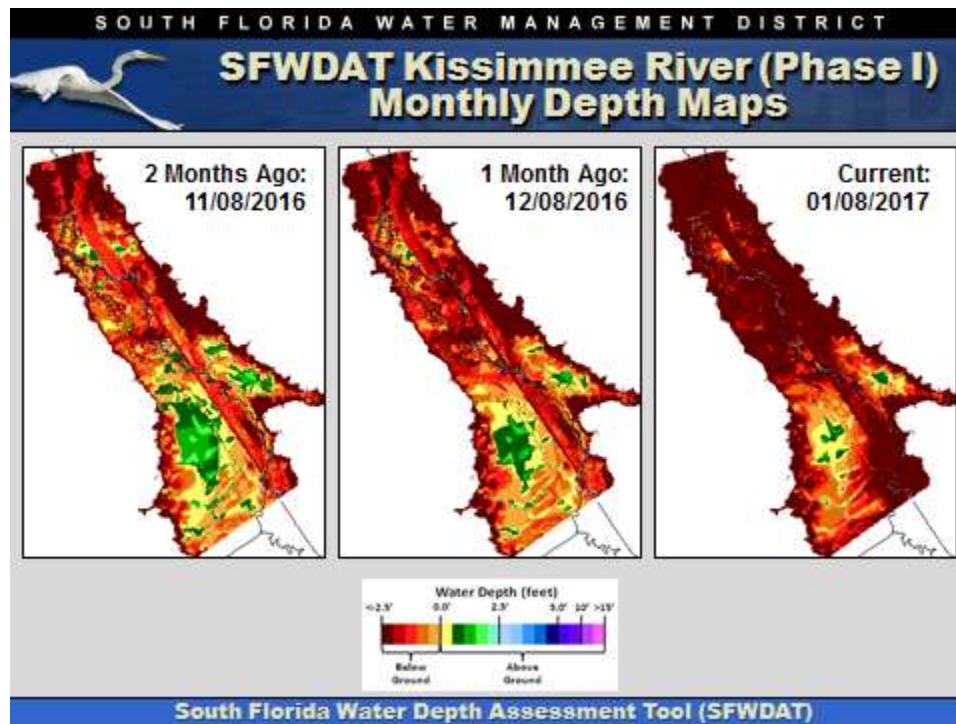 SOUTH FLORIDA WATER MANAGEMENT DISTRICT
SFWDAT Kissimmee River (Phase I)
Monthly Depth Maps
2 Months Ago:
11/08/2016
1 Month Ago:
12/08/2016
Current:
01/08/2017
Water Depth (feet)
<-2.5' 0.0' 2.5' 5.0' 10' >15'
Below
Ground
Above
Ground
South Florida Water Depth Assessment Tool (SFWDAT)